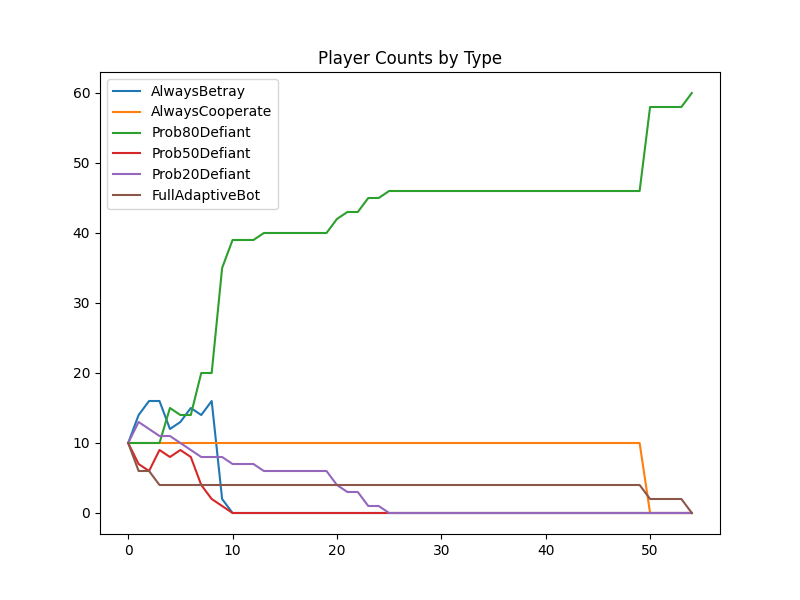 Player Counts by Type
AlwaysBetray
AlwaysCooperate
Prob80Defiant
Prob50Defiant
Prob20Defiant
FullAdaptiveBot
60
50
40
30
20
10
0
0 10 20 30 40 50